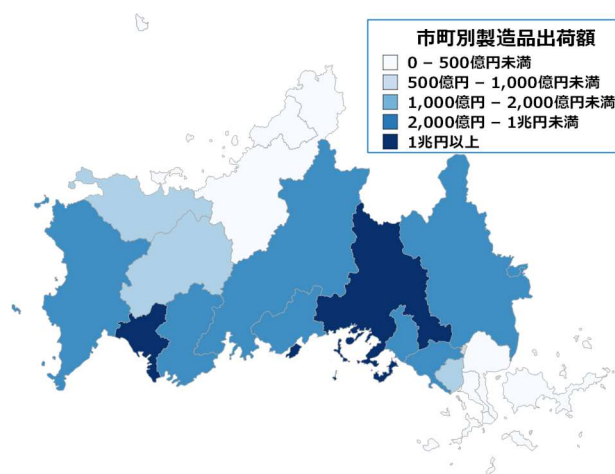 市町別製造品出荷額
0 – 500億円未満
500億円 – 1,000億円未満
1,000億円 – 2,000億円未満
2,000億円 – 1兆円未満
1兆円以上